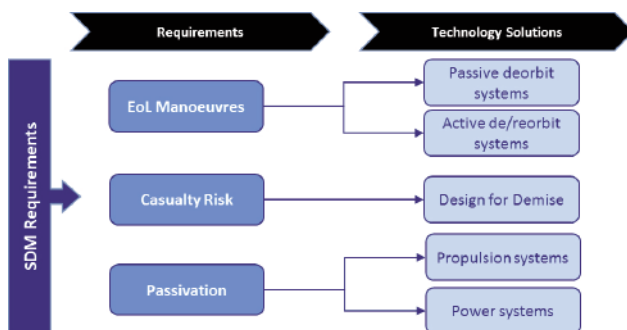 Requirements
Technology Solutions
SDM Requirements
EoL Manoeuvres
Passive deorbit
systems
Active de/reorbit
systems
Casualty Risk
Design for Demise
Passivation
Propulsion systems
Power systems